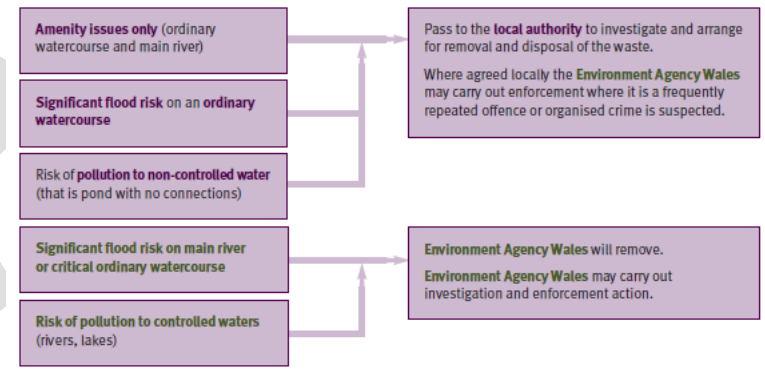 Amenity issues only (ordinary
watercourse and main river)
Significant flood risk on an ordinary
watercourse
Risk of pollution to non-controlled water
(that is pond with no connections)
Pass to the local authority to investigate and arrange
for removal and disposal of the waste.
Where agreed locally the Environment Agency Wales
may carry out enforcement where it is a frequently
repeated offence or organised crime is suspected.
Significant flood risk on main river
or critical ordinary watercourse
Risk of pollution to controlled waters
(rivers, lakes)
Environment Agency Wales will remove.
Environment Agency Wales may carry out
investigation and enforcement action.